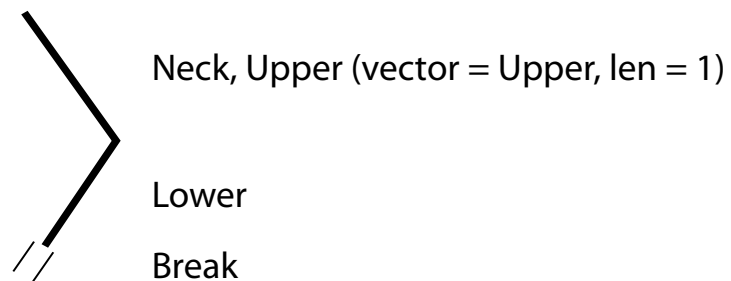 Neck, Upper (vector = Upper, len = 1)
Lower
Break